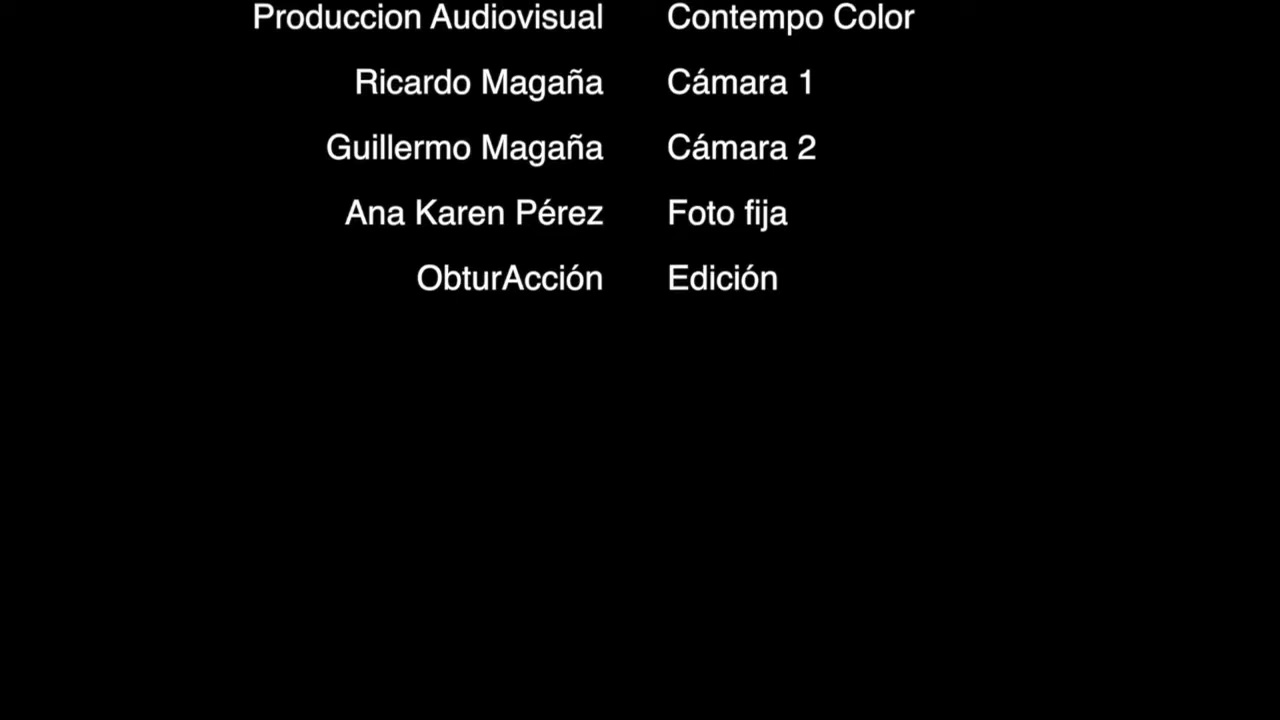 Produccion Audiovisual Contempo Color
Ricardo Magaña Cámara 1
Guillermo Magaña Cámara 2
Ana Karen Pérez Foto fija
ObturAcción Edición